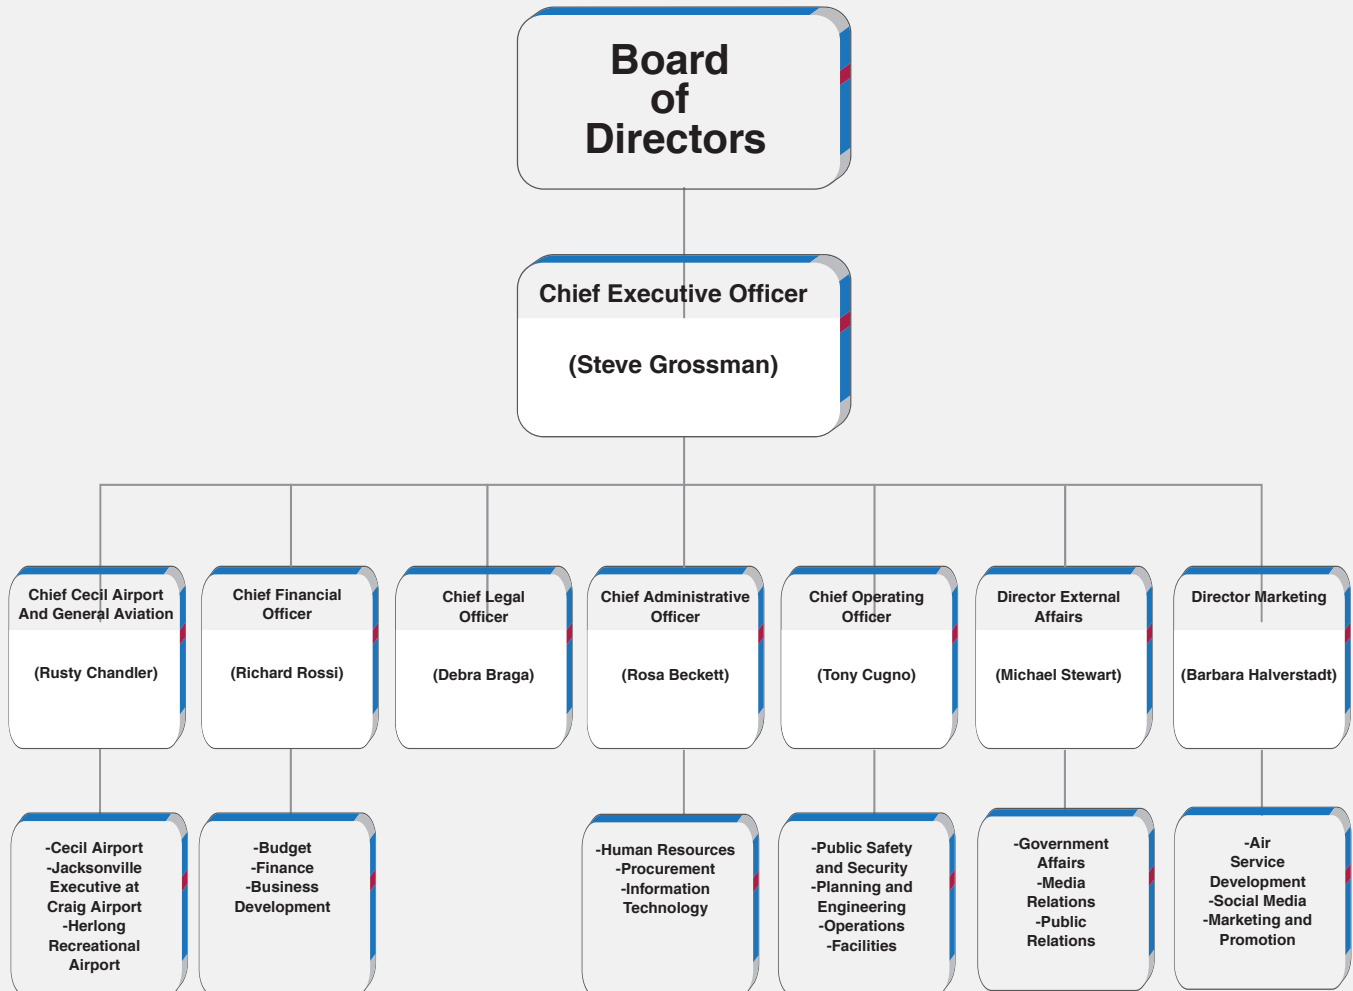 Board
of
Directors
Chief Executive Officer
(Steve Grossman)
Chief Cecil Airport
And General Aviation
(Rusty Chandler)
Chief Financial
Officer
(Richard Rossi)
Chief Legal
Officer
(Debra Braga)
Chief Administrative
Officer
(Rosa Beckett)
Chief Operating
Officer
(Tony Cugno)
Director External
Affairs
(Michael Stewart)
Director Marketing
(Barbara Halverstadt)
-Cecil Airport
-Jacksonville
Executive at
Craig Airport
-Herlong
Recreational
Airport
-Budget
-Finance
-Business
Development
-Human Resources
-Procurement
-Information
Technology
-Public Safety
and Security
-Planning and
Engineering
-Operations
-Facilities
-Government
Affairs
-Media
Relations
-Public
Relations
-Air
Service
Development
-Social Media
-Marketing and
Promotion